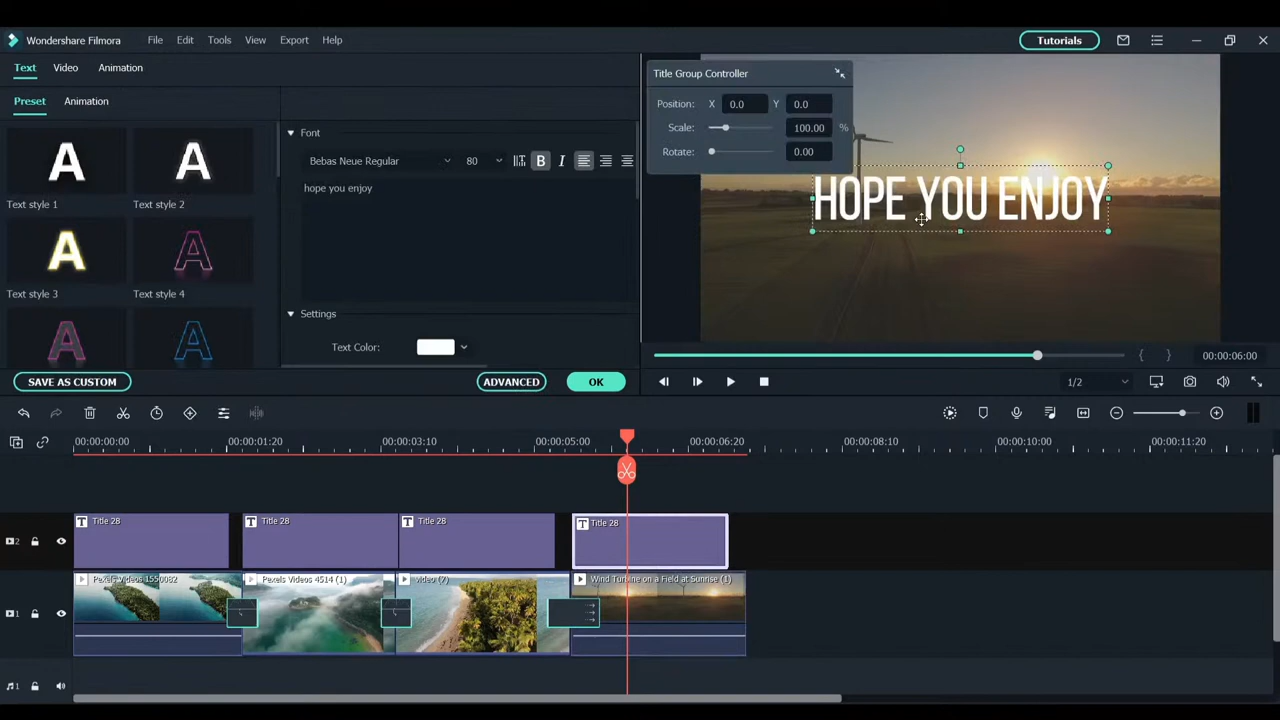 Wondershare Filmora File Edit Tools View Export Help Tutorials
Text Video Animation
Preset Animation
A A
Text style 1 Text style 2
A A
Text style 3 Text style 4
A A
Font
Bebas Neue Regular 80 B I
hope you enjoy
Settings
Text Color:
SAVE AS CUSTOM ADVANCED OK
Title Group Controller
Position: X 0.0 Y 0.0
Scale: 100.00 %
Rotate: 0.00
HOPE YOU ENJOY
{ } 00:00:06:00
1/2
00:00:00:00 00:00:01:20 00:00:03:10 00:00:05:00 00:00:06:20 00:00:08:10 00:00:10:00 00:00:11:20
T Title 28 T Title 28 T Title 28 T Title 28
2
Pexels Videos 1550082 Pexels Videos 4514 (1) video (7) Wind Turbine on a Field at Sunrise (1)
1
1